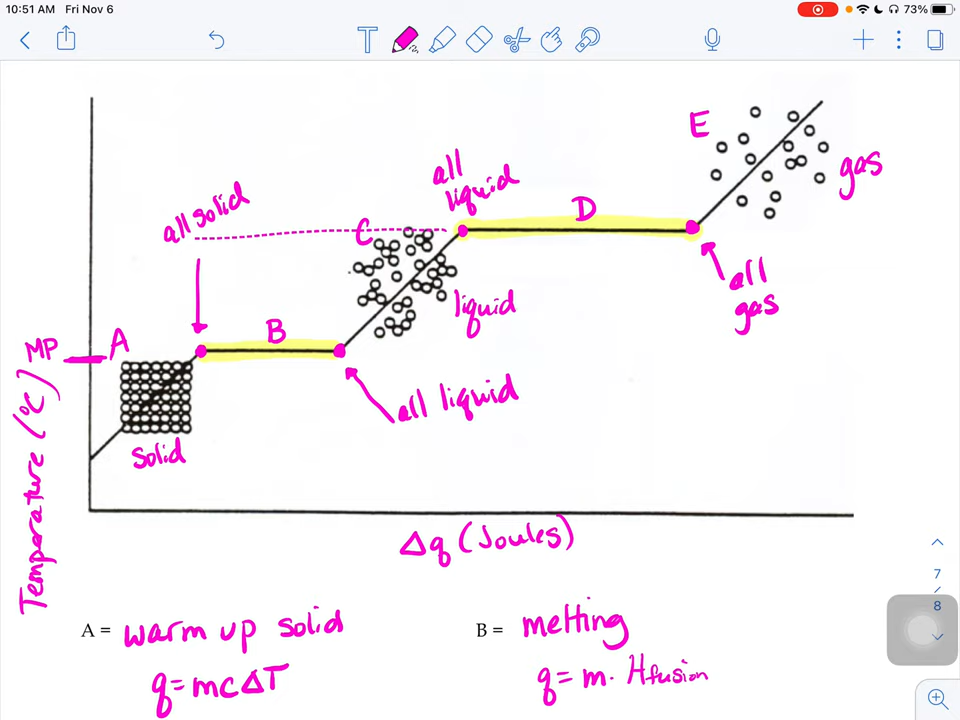 10:51 AM Fri Nov 6
73%
T
E
gas
all
liquid
D
all solid
C
all
gas
liquid
B
MP
A
all liquid
solid
Temperature (°C)
Δq (Joules)
7
/
8
A = warm up solid
q = mcΔT
B = melting
q = m · Hfusion